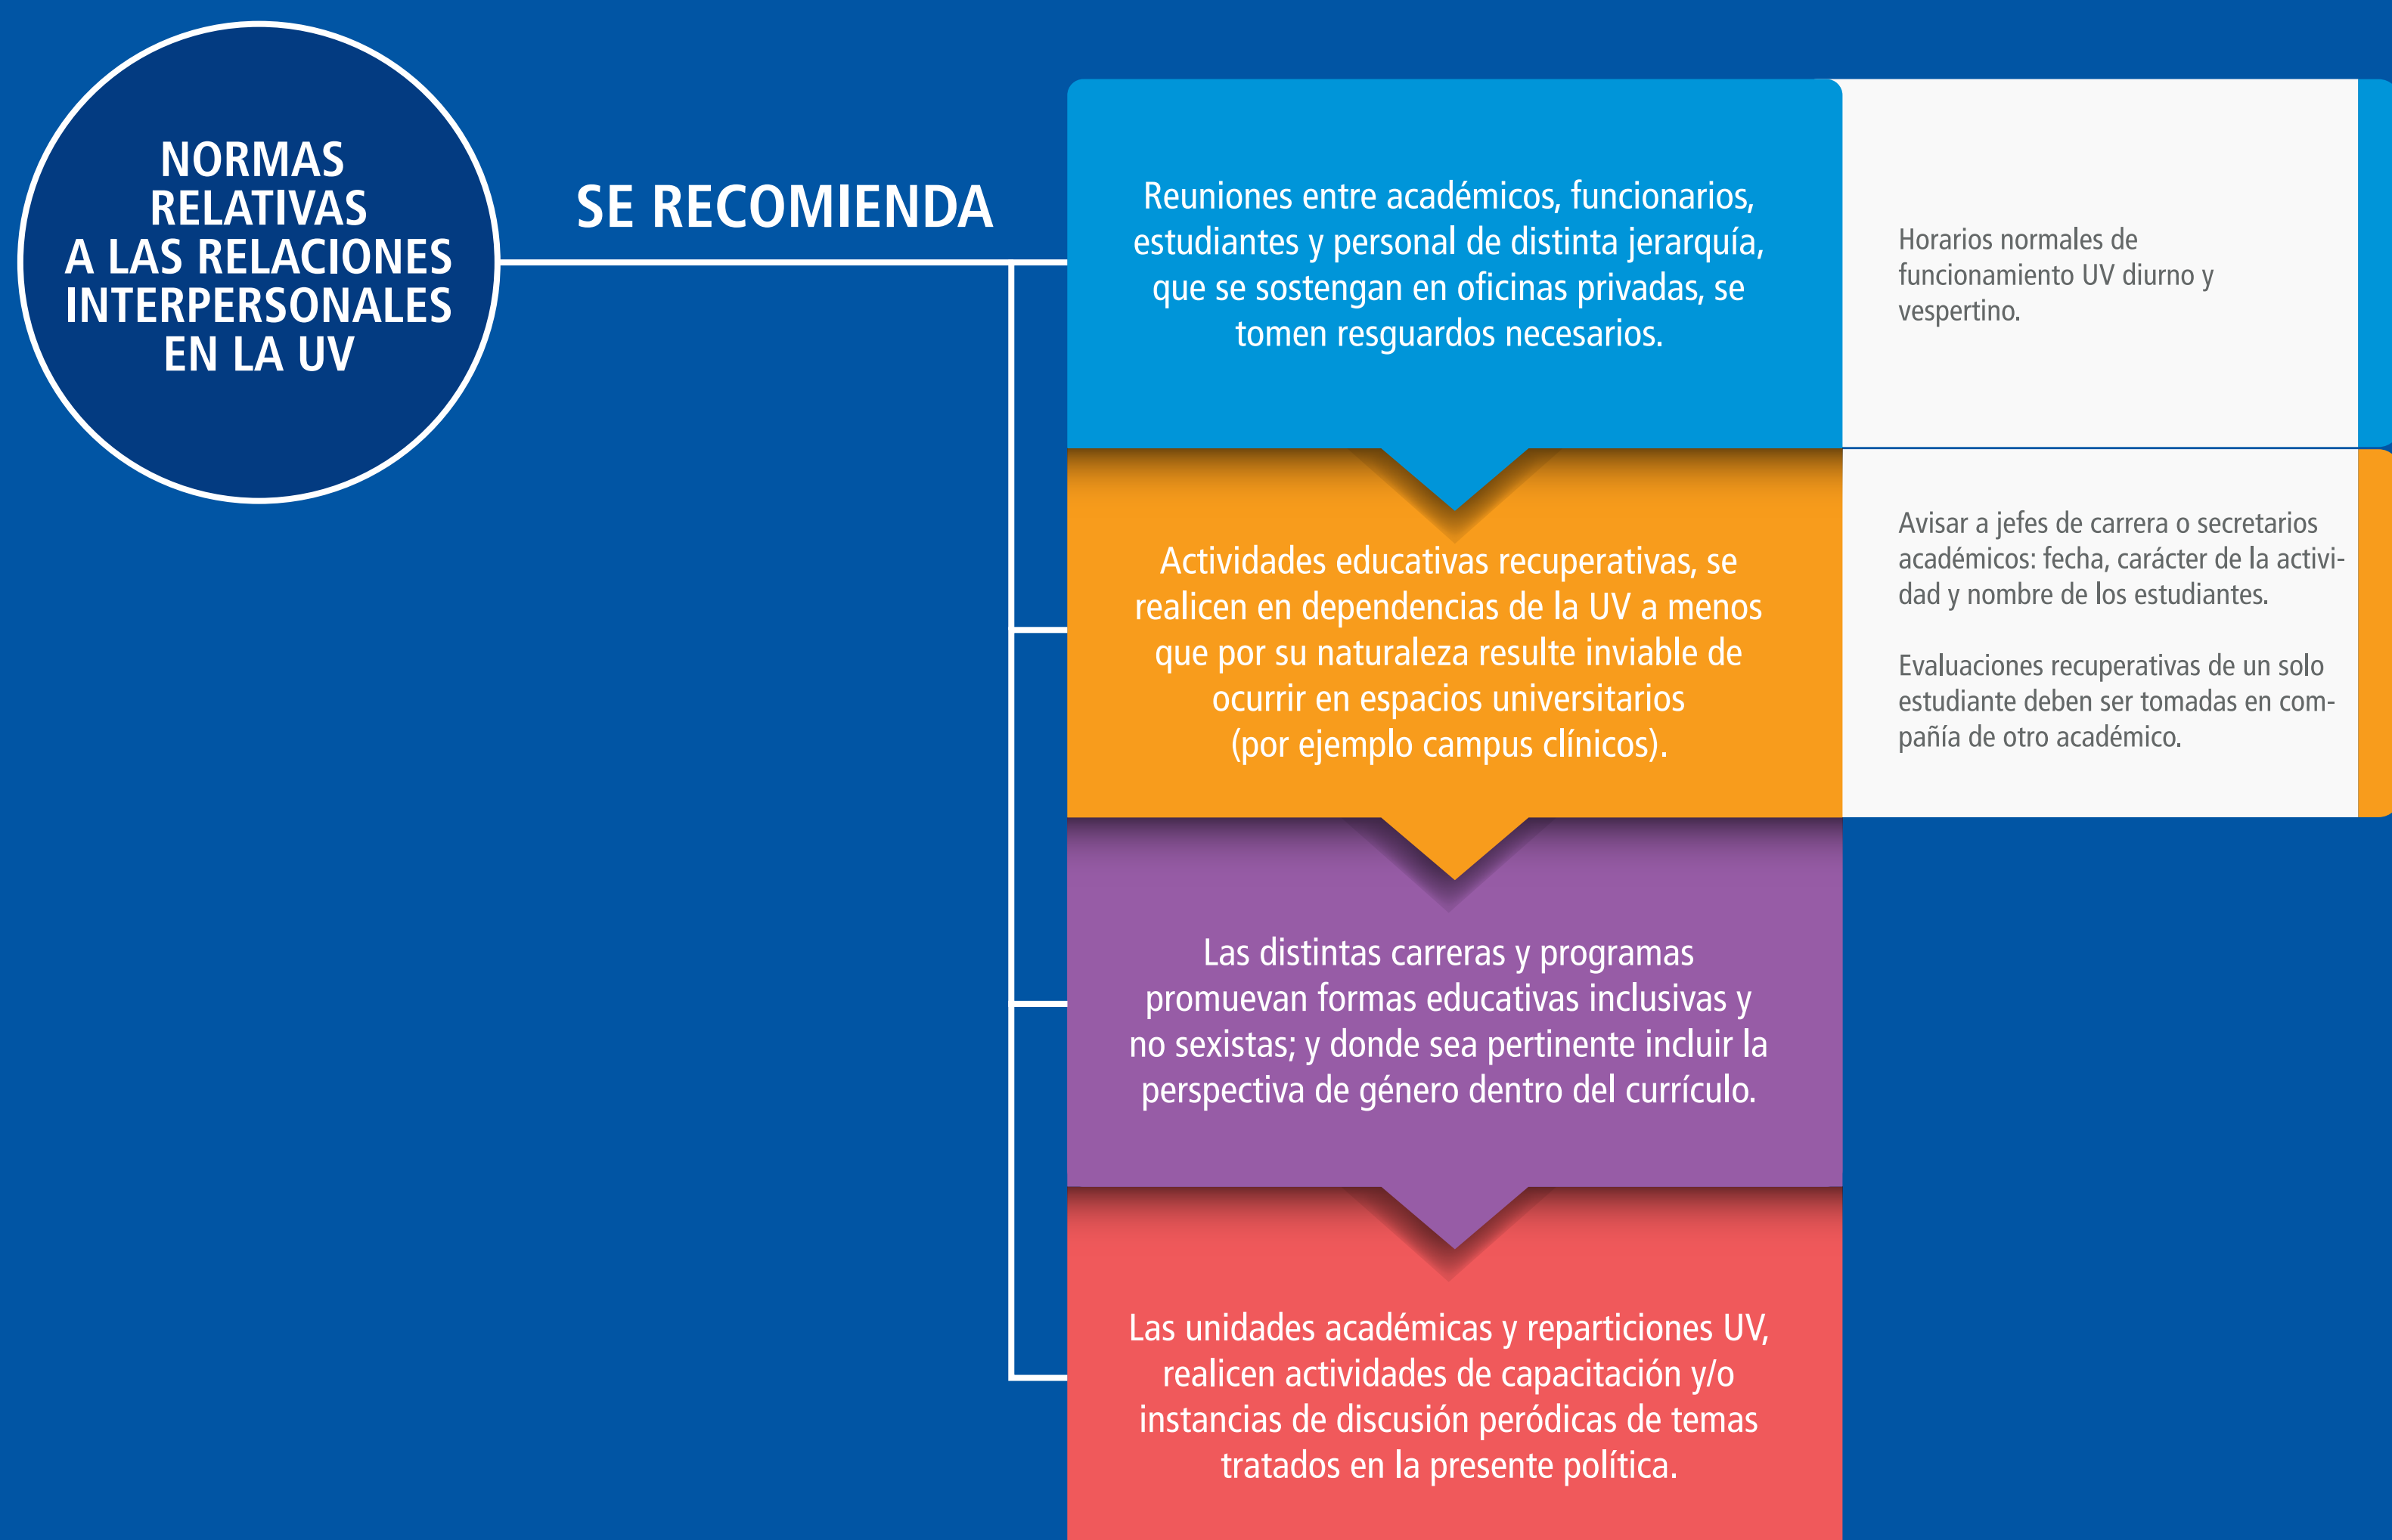 NORMAS
RELATIVAS
A LAS RELACIONES
INTERPERSONALES
EN LA UV
SE RECOMIENDA
Reuniones entre académicos, funcionarios,
estudiantes y personal de distinta jerarquía,
que se sostengan en oficinas privadas, se
tomen resguardos necesarios.
Horarios normales de
funcionamiento UV diurno y
vespertino.
Actividades educativas recuperativas, se
realicen en dependencias de la UV a menos
que por su naturaleza resulte inviable de
ocurrir en espacios universitarios
(por ejemplo campus clínicos).
Avisar a jefes de carrera o secretarios
académicos: fecha, carácter de la activi-
dad y nombre de los estudiantes.
Evaluaciones recuperativas de un solo
estudiante deben ser tomadas en com-
pañía de otro académico.
Las distintas carreras y programas
promuevan formas educativas inclusivas y
no sexistas; y donde sea pertinente incluir la
perspectiva de género dentro del currículo.
Las unidades académicas y reparticiones UV,
realicen actividades de capacitación y/o
instancias de discusión peródicas de temas
tratados en la presente política.